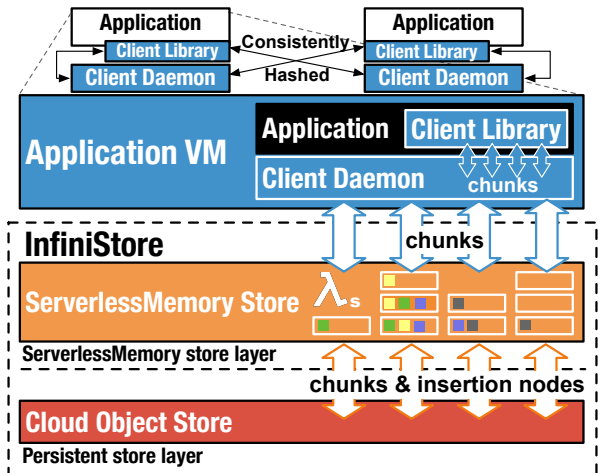 Application
Application
Client Library
Consistently
Client Library
Client Daemon
Hashed
Client Daemon
Application VM
Application
Client Library
Client Daemon
chunks
InfiniStore
chunks
ServerlessMemory Store
λs
ServerlessMemory store layer
chunks & insertion nodes
Cloud Object Store
Persistent store layer